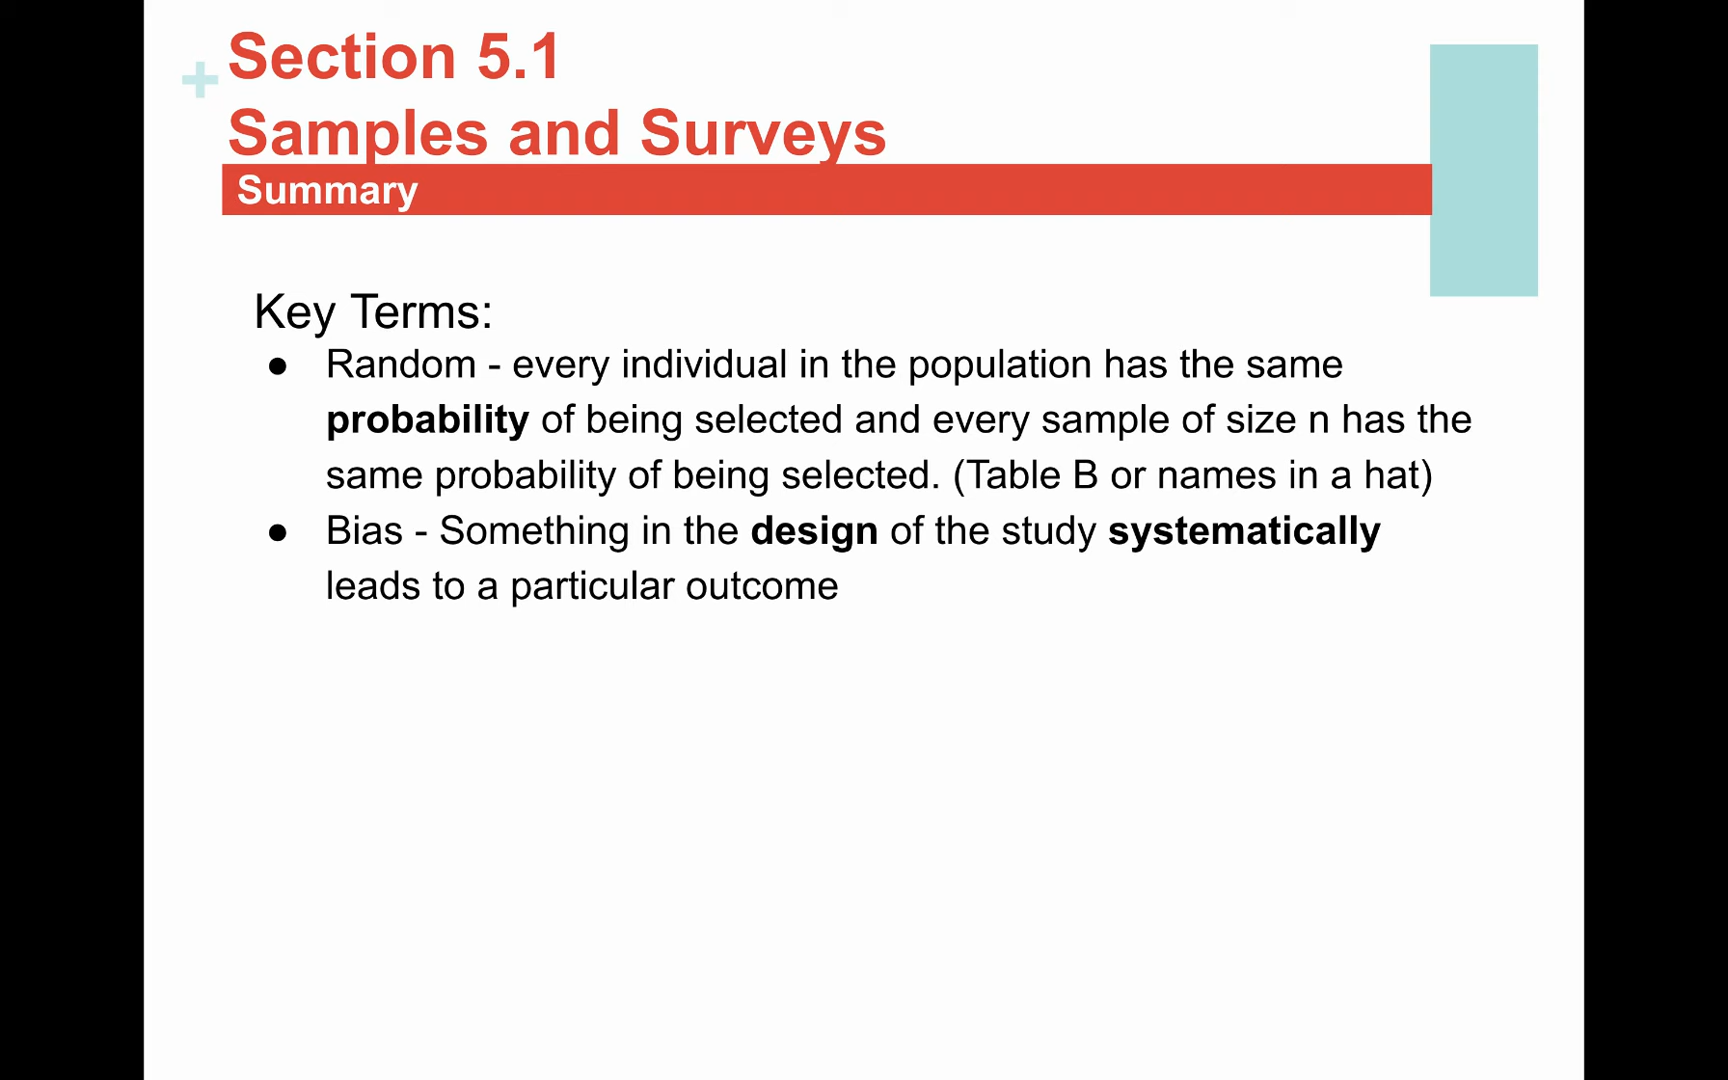 Section 5.1
Samples and Surveys
Summary
Key Terms:
● Random - every individual in the population has the same
probability of being selected and every sample of size n has the
same probability of being selected. (Table B or names in a hat)
● Bias - Something in the design of the study systematically
leads to a particular outcome